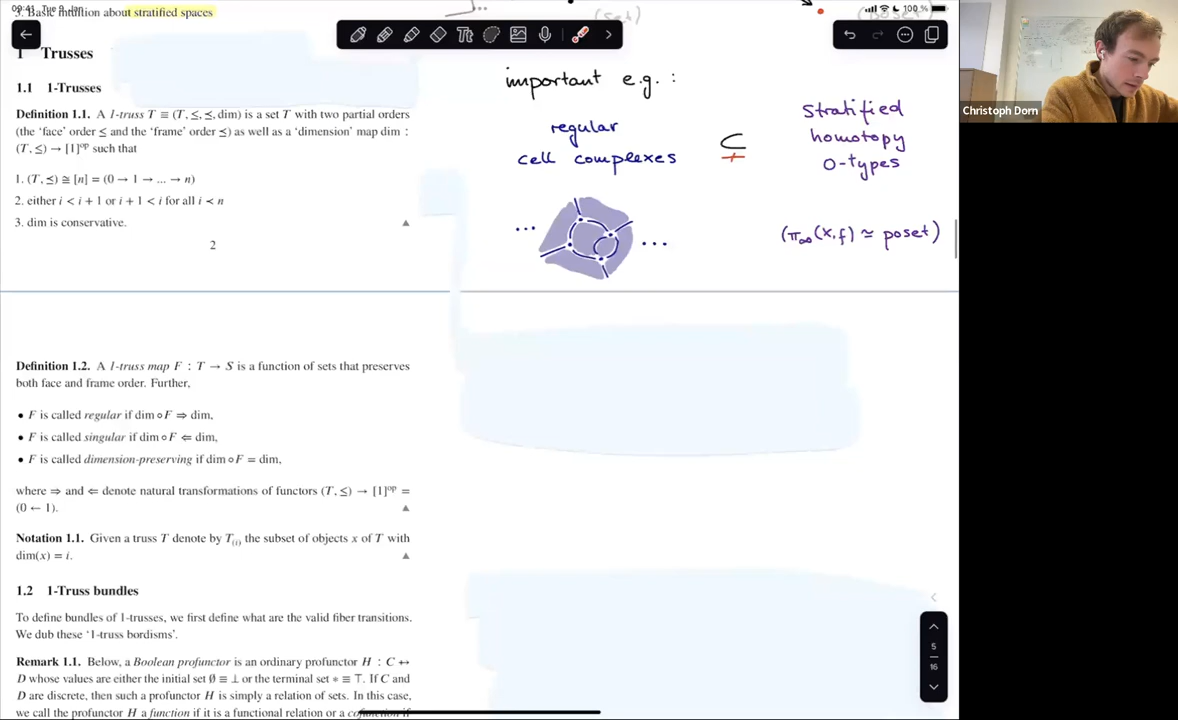 09:41 Tue 9 Jan
3. Basic intuition about stratified spaces
100 %
1 Trusses
1.1 1-Trusses
Definition 1.1. A 1-truss T ≡ (T, ≤, ⪯, dim) is a set T with two partial orders
(the 'face' order ≤ and the 'frame' order ⪯) as well as a 'dimension' map dim :
(T, ≤) → [1]ᵒᵖ such that
1. (T, ⪯) ≅ [n] = (0 → 1 → ... → n)
2. either i < i + 1 or i + 1 < i for all i < n
3. dim is conservative. ▲
2
important e.g. :
regular
cell complexes
⊊
stratified
homotopy
0-types
... ...
(π∞(x,f) ≃ poset)
Christoph Dorn
Definition 1.2. A 1-truss map F : T → S is a function of sets that preserves
both face and frame order. Further,
• F is called regular if dim ∘ F ⇒ dim,
• F is called singular if dim ∘ F ⇐ dim,
• F is called dimension-preserving if dim ∘ F = dim,
where ⇒ and ⇐ denote natural transformations of functors (T, ≤) → [1]ᵒᵖ =
(0 ← 1). ▲
Notation 1.1. Given a truss T denote by T₍ᵢ₎ the subset of objects x of T with
dim(x) = i. ▲
1.2 1-Truss bundles
To define bundles of 1-trusses, we first define what are the valid fiber transitions.
We dub these '1-truss bordisms'.
Remark 1.1. Below, a Boolean profunctor is an ordinary profunctor H : C ⇸
D whose values are either the initial set ∅ ≡ ⊥ or the terminal set ∗ ≡ ⊤. If C and
D are discrete, then such a profunctor H is simply a relation of sets. In this case,
we call the profunctor H a function if it is a functional relation or a
5
16